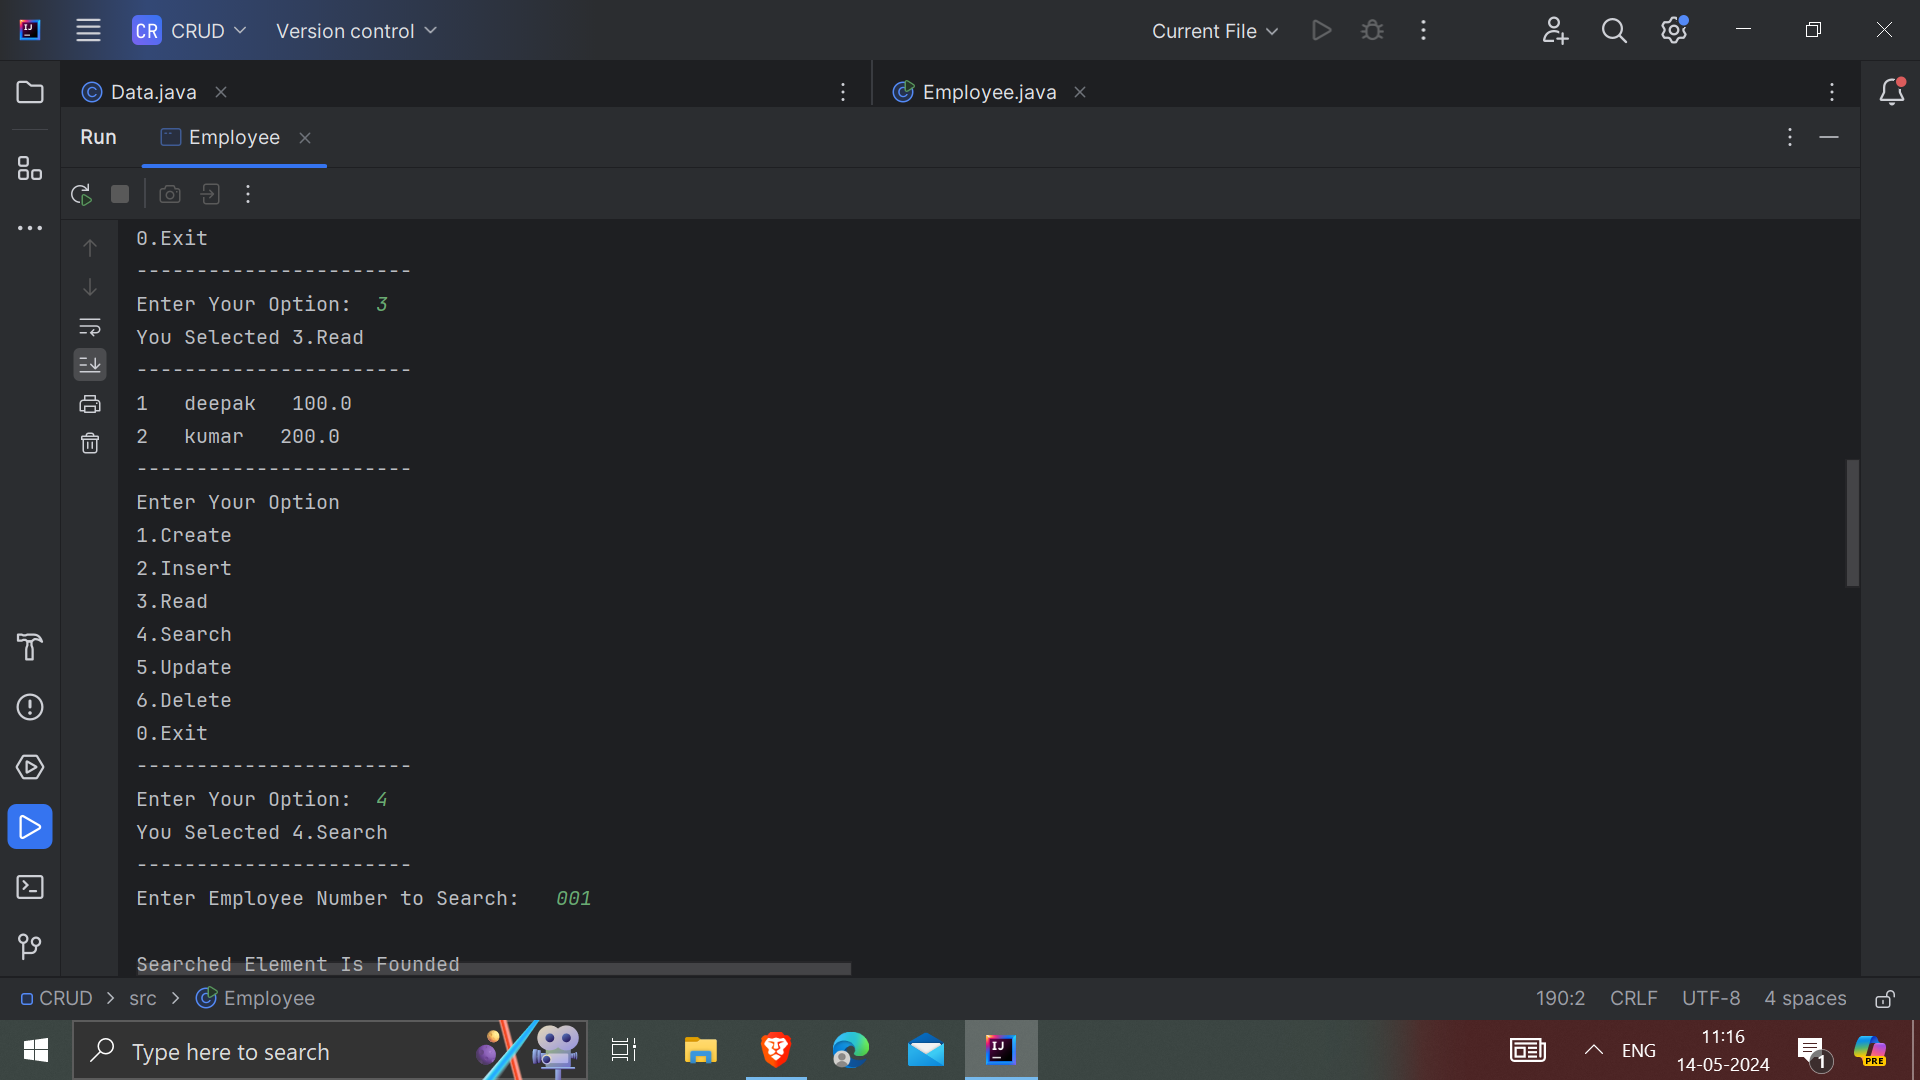 CR CRUD Version control Current File
Data.java Employee.java
Run Employee
0.Exit
-----------------------
Enter Your Option:  3
You Selected 3.Read
-----------------------
1   deepak   100.0
2   kumar   200.0
-----------------------
Enter Your Option
1.Create
2.Insert
3.Read
4.Search
5.Update
6.Delete
0.Exit
-----------------------
Enter Your Option:  4
You Selected 4.Search
-----------------------
Enter Employee Number to Search:   001
Searched Element Is Founded
CRUD > src > Employee 190:2 CRLF UTF-8 4 spaces
Type here to search
ENG
11:16
14-05-2024
1
PRE